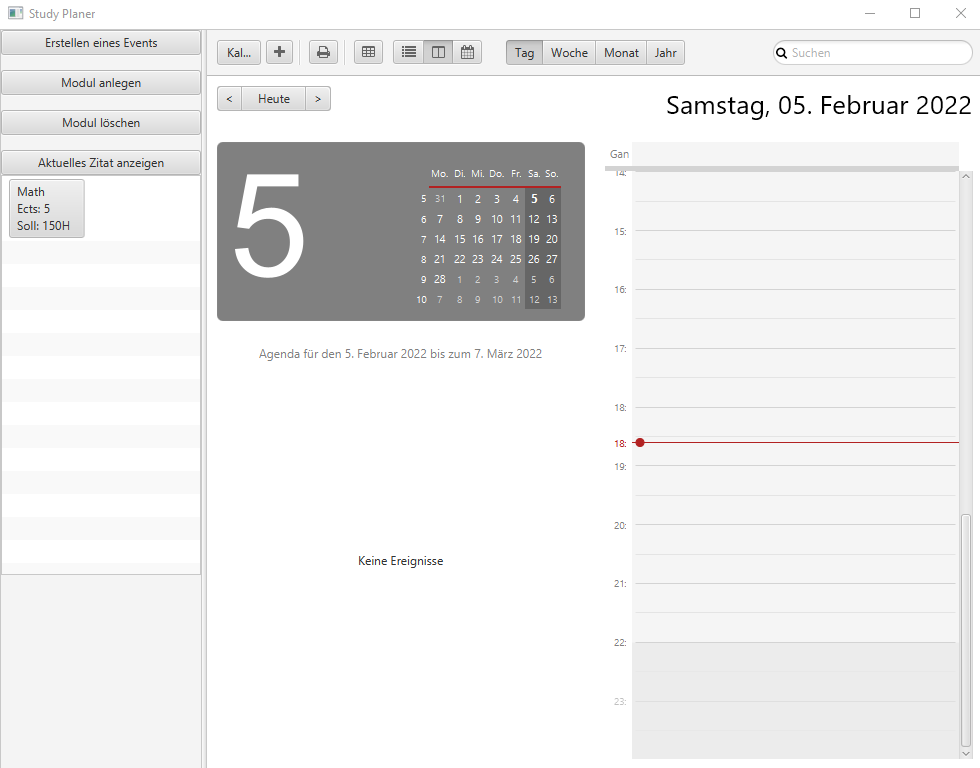 Study Planer
Erstellen eines Events
Modul anlegen
Modul löschen
Aktuelles Zitat anzeigen
Math
Ects: 5
Soll: 150H
Kal...
Tag Woche Monat Jahr
Suchen
< Heute >
Samstag, 05. Februar 2022
5
Mo. Di. Mi. Do. Fr. Sa. So.
5 31 1 2 3 4 5 6
6 7 8 9 10 11 12 13
7 14 15 16 17 18 19 20
8 21 22 23 24 25 26 27
9 28 1 2 3 4 5 6
10 7 8 9 10 11 12 13
Agenda für den 5. Februar 2022 bis zum 7. März 2022
Keine Ereignisse
Gan
14:
15:
16:
17:
18:
18:
19:
20:
21:
22:
23: